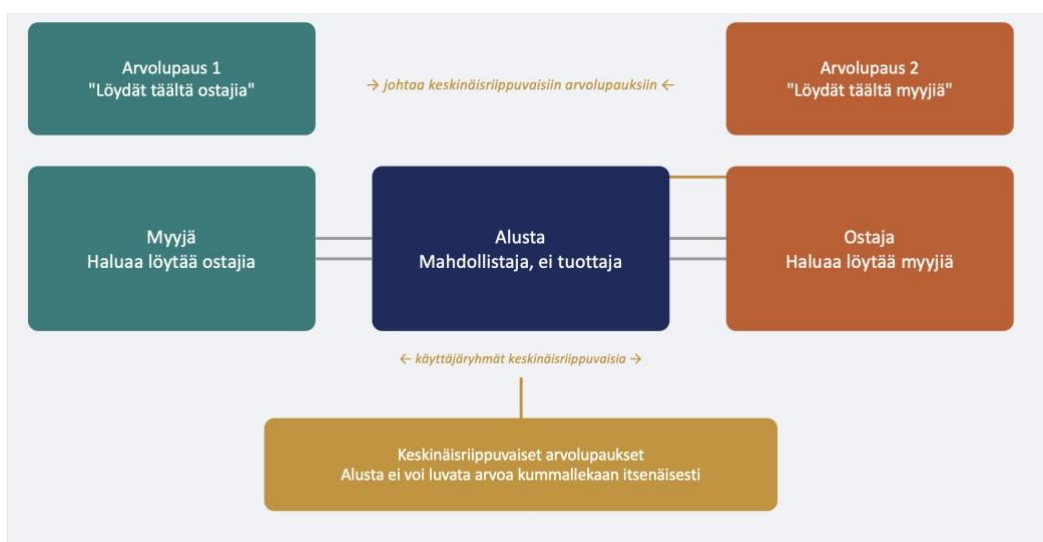 Arvolupaus 1
"Löydät täältä ostajia"
→ johtaa keskinäisriippuvaisiin arvolupauksiin ←
Arvolupaus 2
"Löydät täältä myyjiä"
Myyjä
Haluaa löytää ostajia
Alusta
Mahdollistaja, ei tuottaja
Ostaja
Haluaa löytää myyjiä
← käyttäjäryhmät keskinäisriippuvaisia →
Keskinäisriippuvaiset arvolupaukset
Alusta ei voi luvata arvoa kummallekaan itsenäisesti